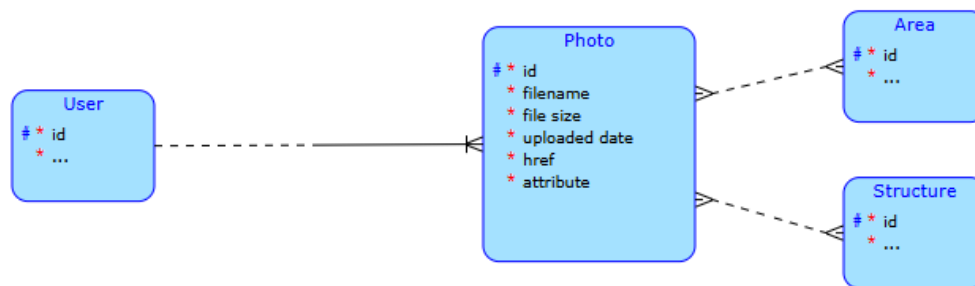 User
# * id
* ...
Photo
# * id
* filename
* file size
* uploaded date
* href
* attribute
Area
# * id
* ...
Structure
# * id
* ...